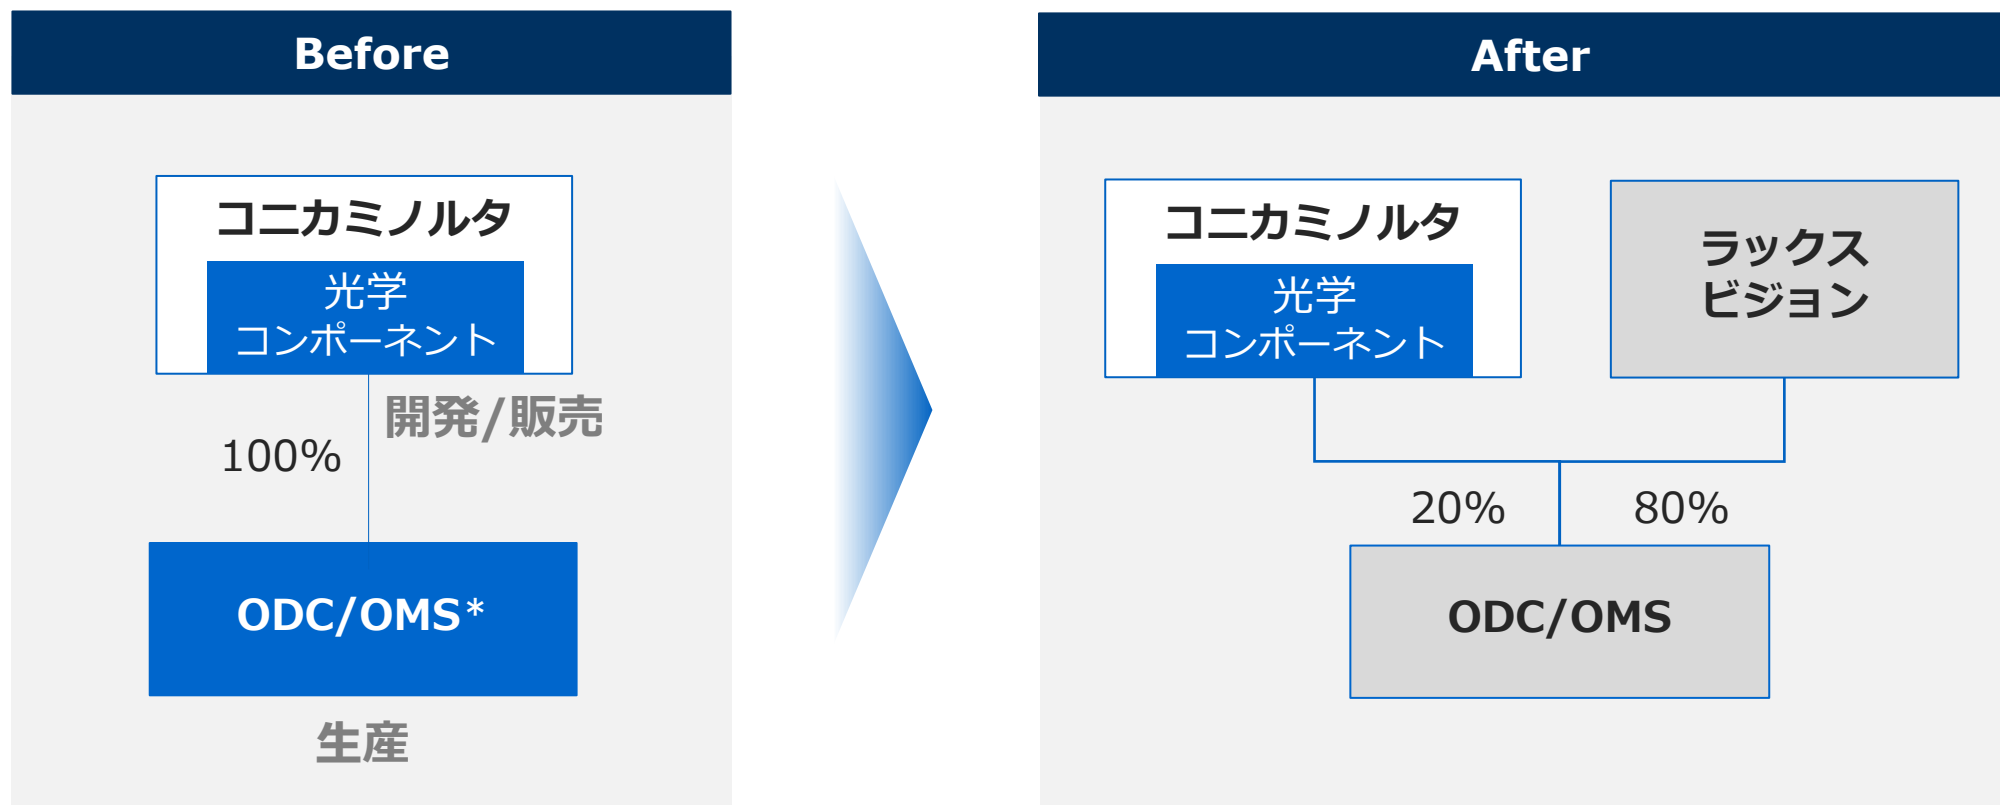 Before
コニカミノルタ
光学
コンポーネント
開発/販売
100%
ODC/OMS*
生産
After
コニカミノルタ
光学
コンポーネント
ラックス
ビジョン
20%
80%
ODC/OMS